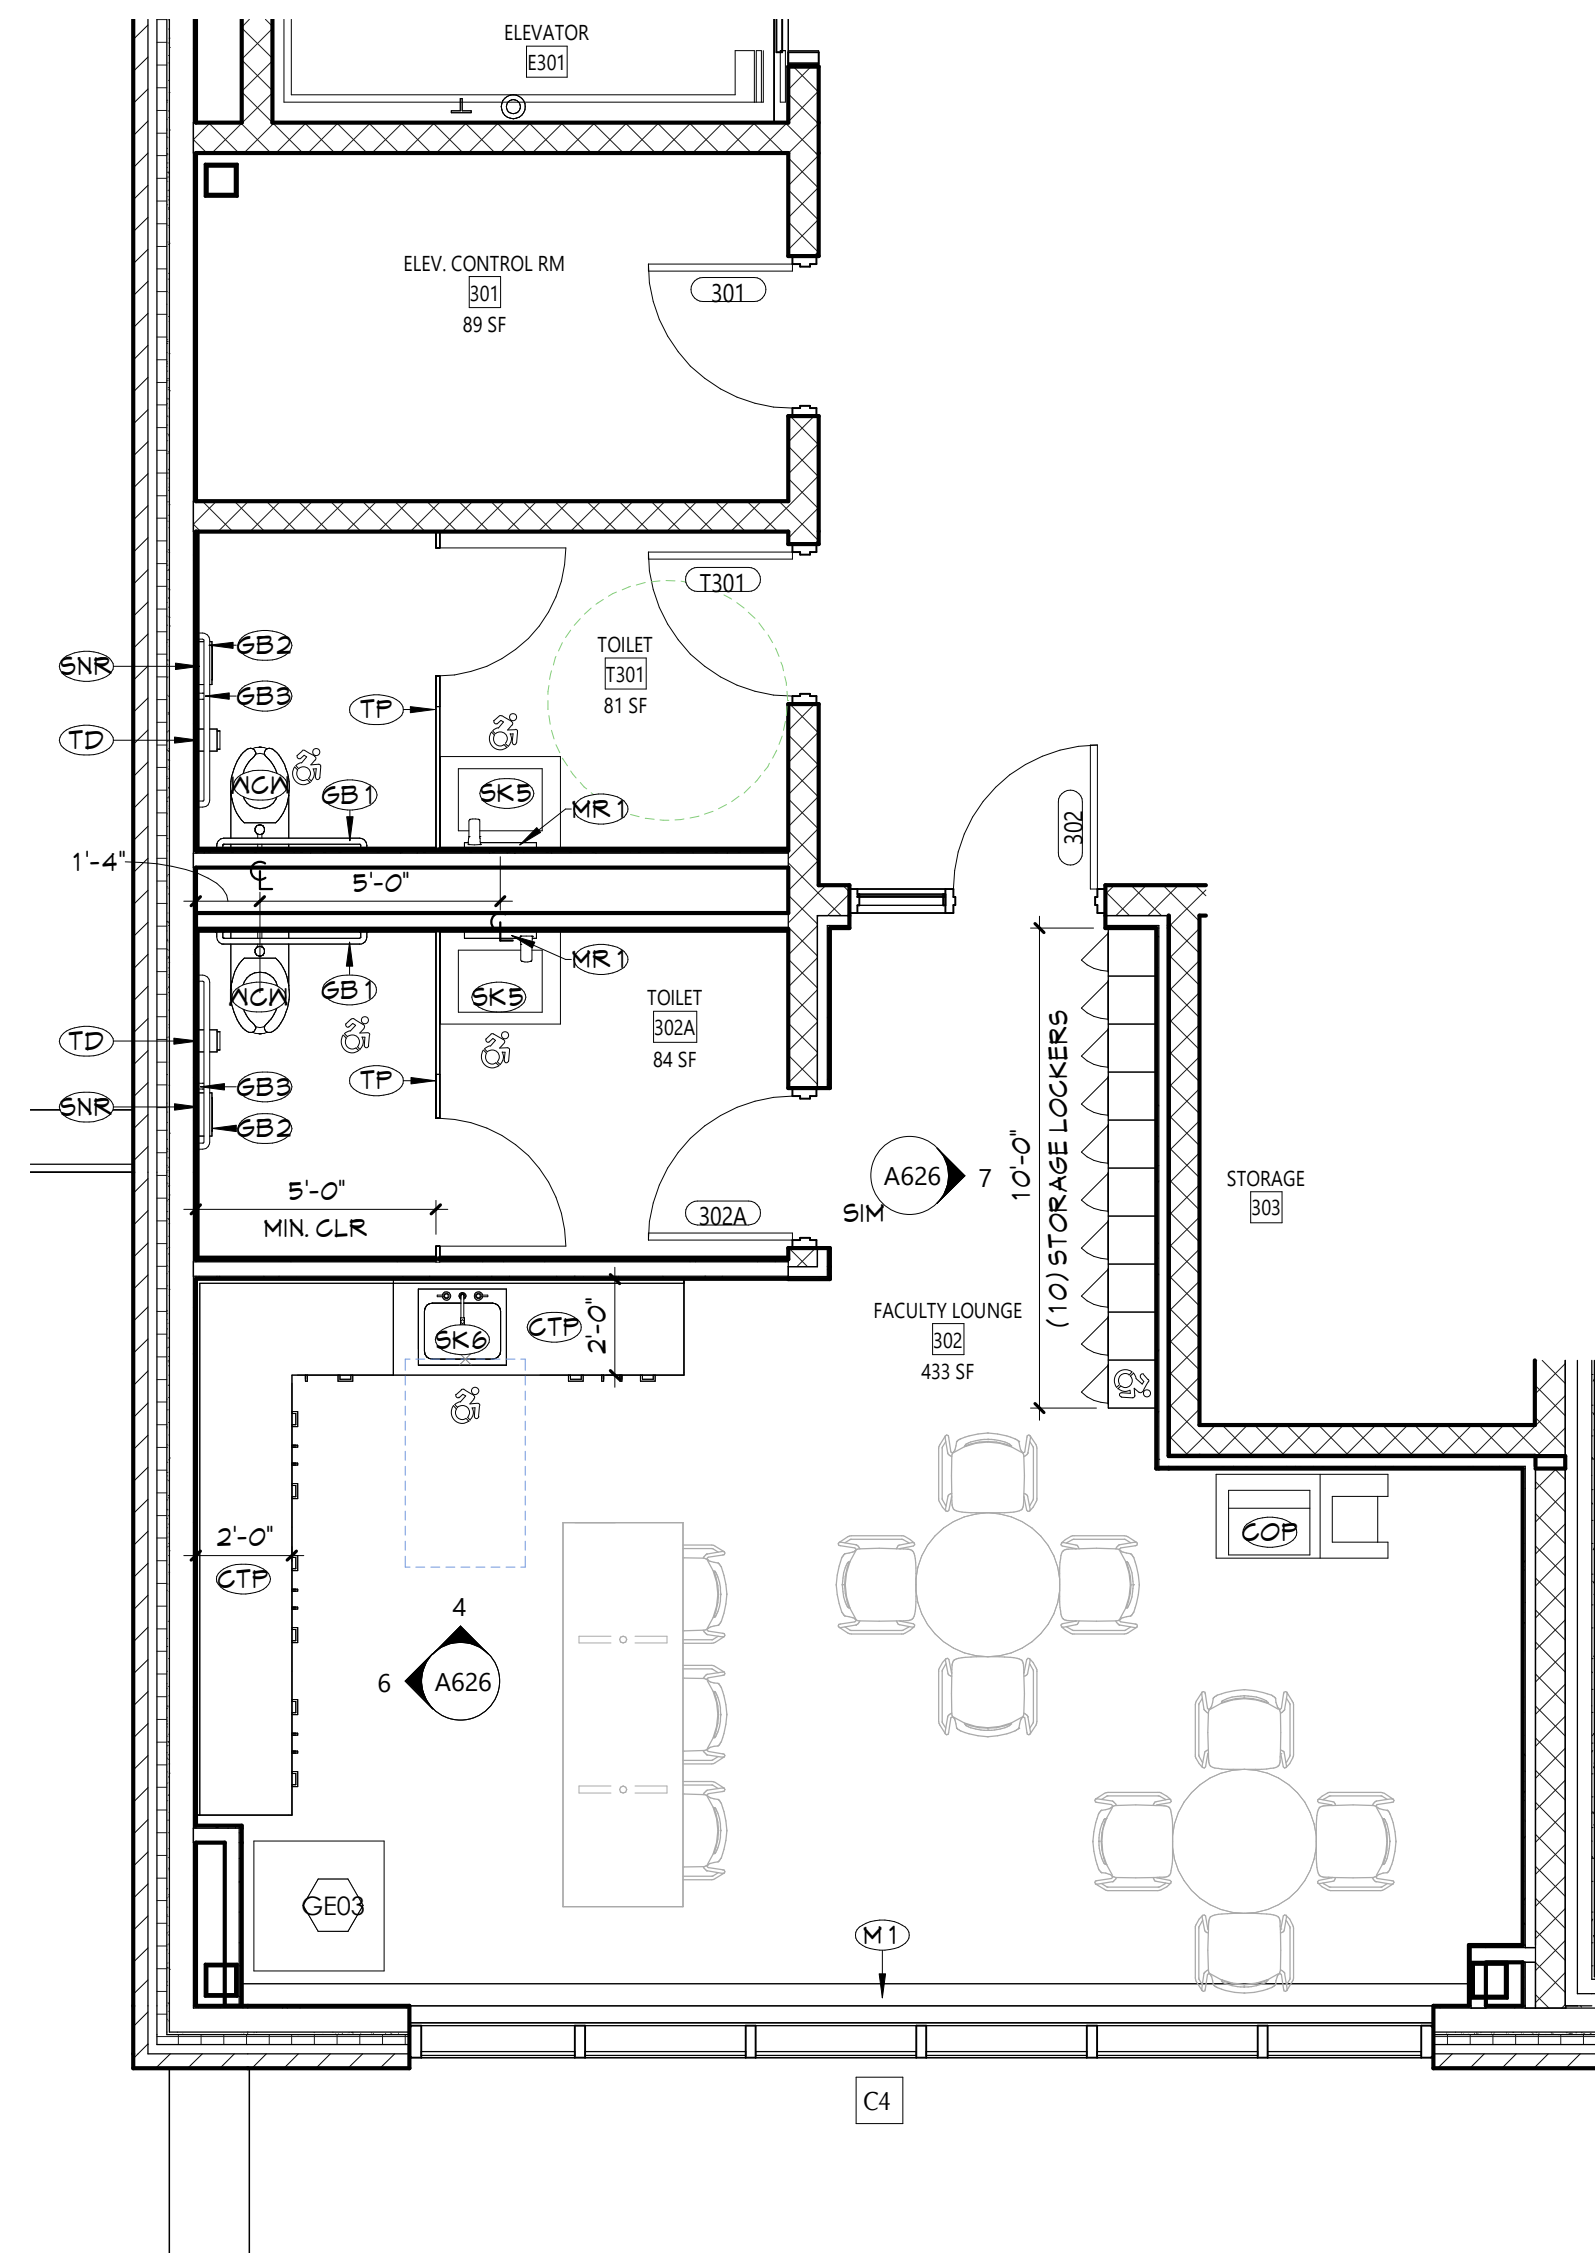 ELEVATOR
E301
ELEV. CONTROL RM
301
89 SF
301
T301
GB2
SNR
GB3
TD
TP
TOILET
T301
81 SF
WCW
GB1
SK5
MR1
1'-4"
CL
5'-0"
CL
302
MR1
WCW
GB1
SK5
TOILET
302A
84 SF
TD
TP
GB3
SNR
GB2
5'-0"
MIN. CLR
302A
A626
7
SIM
10'-0"
(10) STORAGE LOCKERS
STORAGE
303
SK6
CTP
2'-0"
FACULTY LOUNGE
302
433 SF
2'-0"
CTP
COP
4
6
A626
GE03
M1
C4